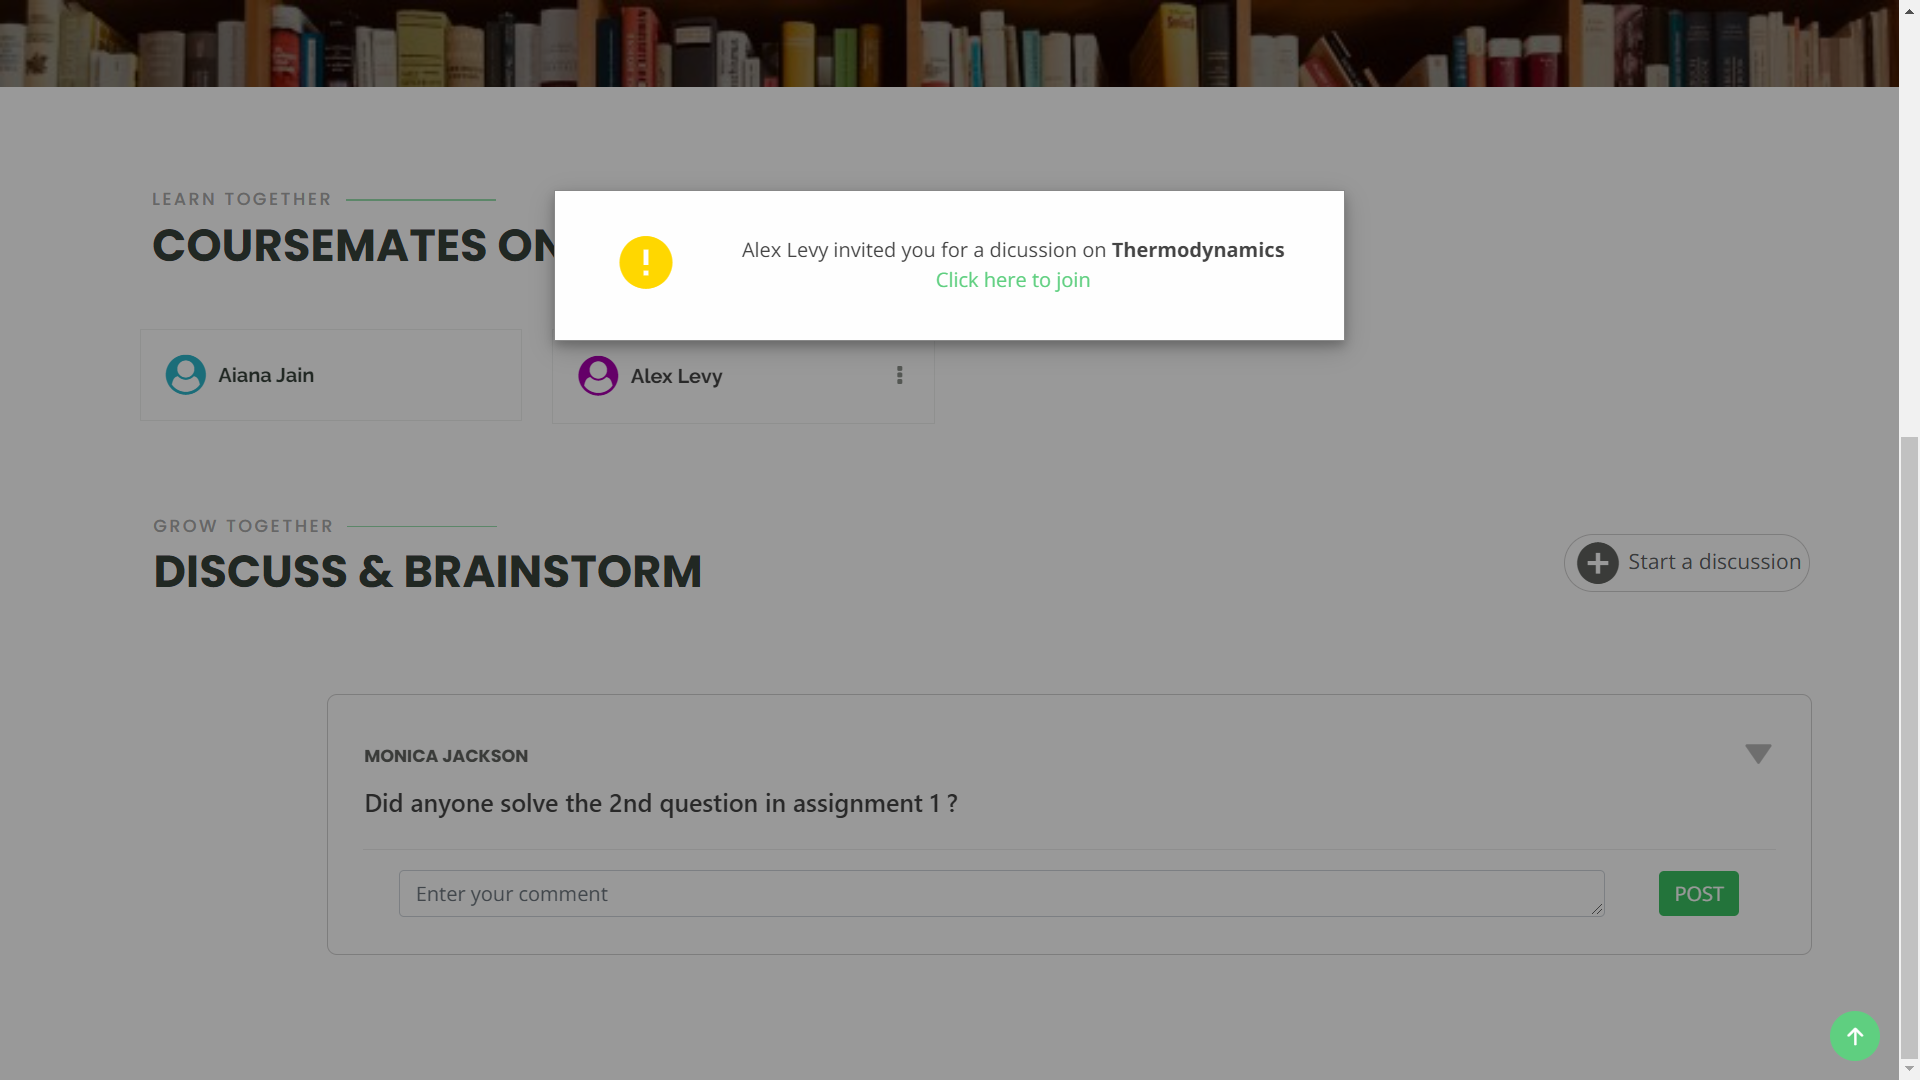 LEARN TOGETHER
COURSEMATES ON
Alex Levy invited you for a dicussion on Thermodynamics
Click here to join
Aiana Jain
Alex Levy
GROW TOGETHER
DISCUSS & BRAINSTORM
Start a discussion
MONICA JACKSON
Did anyone solve the 2nd question in assignment 1 ?
Enter your comment
POST